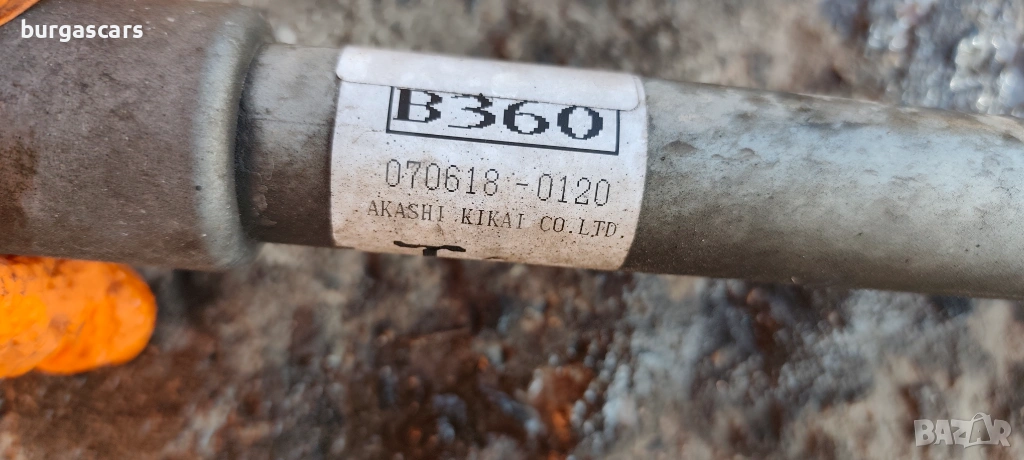 burgascars
B360
070618-0120
AKASHI KIKAI CO.LTD
BAZAR